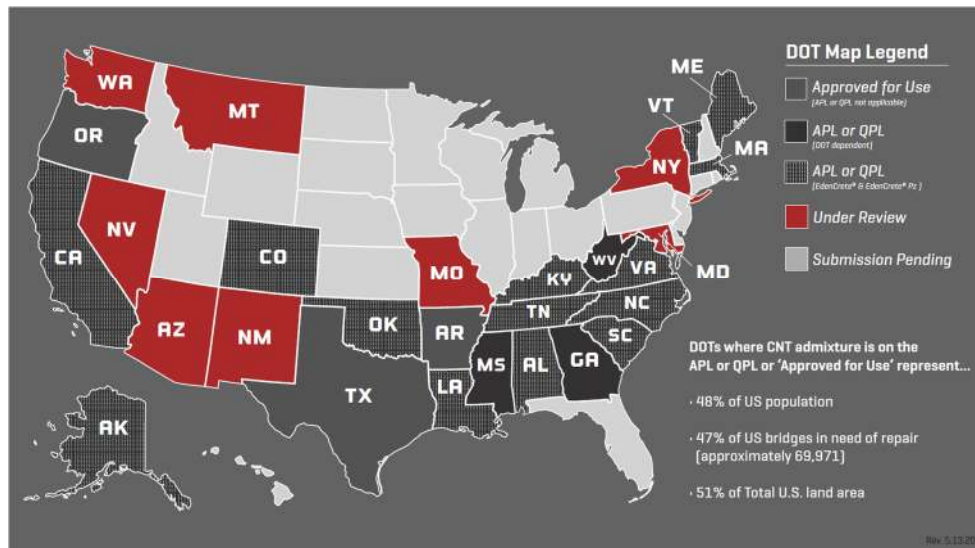 DOT Map Legend
Approved for Use
(APL or QPL not applicable)
APL or QPL
(DOT dependent)
APL or QPL
(EdenCrete® & EdenCrete® Pz)
Under Review
Submission Pending
WA
MT
OR
NV
CA
CO
AZ
NM
OK
TX
AK
MO
AR
LA
MS
AL
GA
TN
KY
WV
VA
NC
SC
MD
NY
VT
ME
MA
DOTs where CNT admixture is on the
APL or QPL or 'Approved for Use' represent...
· 48% of US population
· 47% of US bridges in need of repair
(approximately 69,971)
· 51% of Total U.S. land area